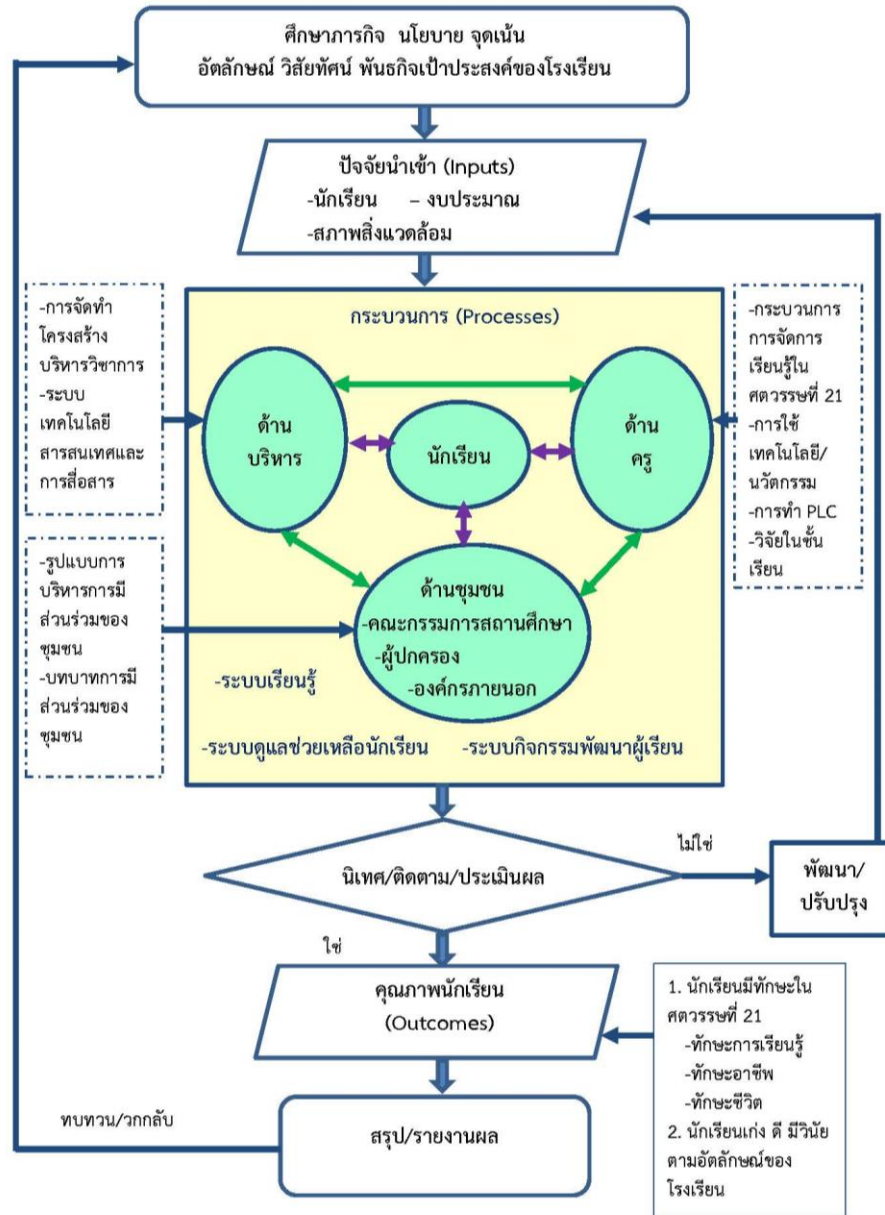 ศึกษาภารกิจ นโยบาย จุดเน้น
อัตลักษณ์ วิสัยทัศน์ พันธกิจเป้าประสงค์ของโรงเรียน
ปัจจัยนำเข้า (Inputs)
-นักเรียน – งบประมาณ
-สภาพสิ่งแวดล้อม
กระบวนการ (Processes)
-การจัดทำ
โครงสร้าง
บริหารวิชาการ
-ระบบ
เทคโนโลยี
สารสนเทศและ
การสื่อสาร
ด้าน
บริหาร
นักเรียน
ด้าน
ครู
-กระบวนการ
การจัดการ
เรียนรู้ใน
ศตวรรษที่ 21
-การใช้
เทคโนโลยี/
นวัตกรรม
-การทำ PLC
-วิจัยในชั้น
เรียน
-รูปแบบการ
บริหารการมี
ส่วนร่วมของ
ชุมชน
-บทบาทการมี
ส่วนร่วมของ
ชุมชน
ด้านชุมชน
-คณะกรรมการสถานศึกษา
-ผู้ปกครอง
-องค์กรภายนอก
-ระบบเรียนรู้
-ระบบดูแลช่วยเหลือนักเรียน -ระบบกิจกรรมพัฒนาผู้เรียน
นิเทศ/ติดตาม/ประเมินผล
ไม่ใช่
พัฒนา/
ปรับปรุง
ใช่
คุณภาพนักเรียน
(Outcomes)
1. นักเรียนมีทักษะใน
ศตวรรษที่ 21
-ทักษะการเรียนรู้
-ทักษะอาชีพ
-ทักษะชีวิต
2. นักเรียนเก่ง ดี มีวินัย
ตามอัตลักษณ์ของ
โรงเรียน
ทบทวน/วกกลับ
สรุป/รายงานผล